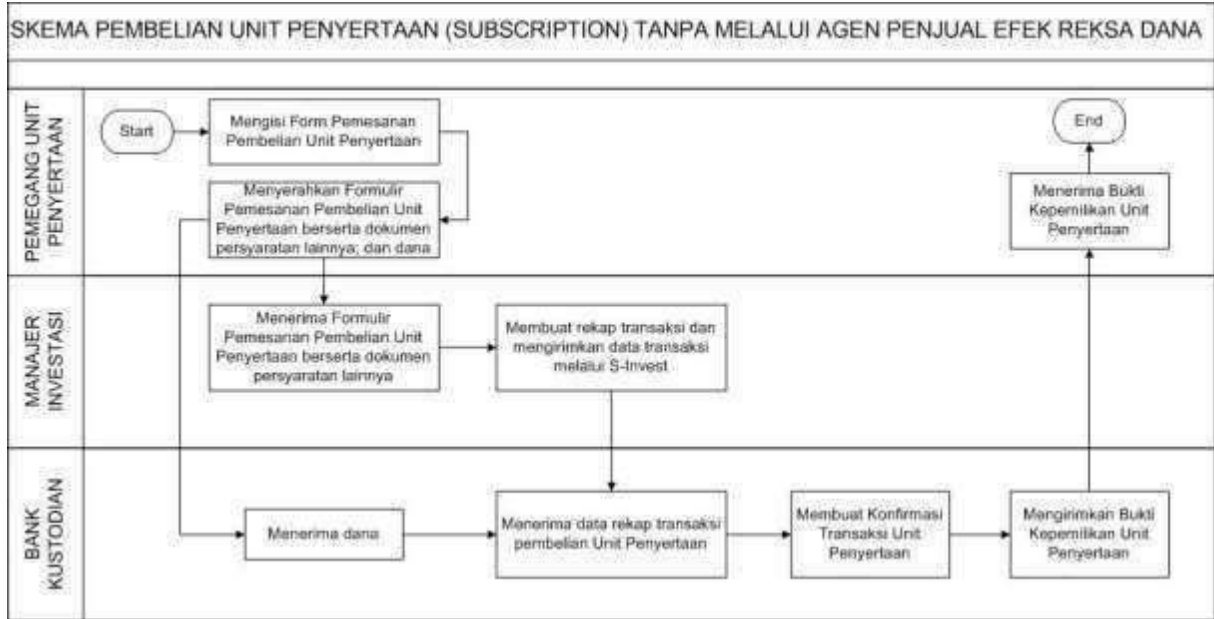 SKEMA PEMBELIAN UNIT PENYERTAAN (SUBSCRIPTION) TANPA MELALUI AGEN PENJUAL EFEK REKSA DANA
PEMEGANG UNIT
PENYERTAAN
Start
Mengisi Form Pemesanan
Pembelian Unit Penyertaan
End
Menyerahkan Formulir
Pemesanan Pembelian Unit
Penyertaan berserta dokumen
persyaratan lainnya; dan dana
Menerima Bukti
Kepemilikan Unit
Penyertaan
MANAJER
INVESTASI
Menerima Formulir
Pemesanan Pembelian Unit
Penyertaan berserta dokumen
persyaratan lainnya
Membuat rekap transaksi dan
mengirimkan data transaksi
melalui S-Invest
BANK
KUSTODIAN
Menerima dana
Menerima data rekap transaksi
pembelian Unit Penyertaan
Membuat Konfirmasi
Transaksi Unit
Penyertaan
Mengirimkan Bukti
Kepemilikan Unit
Penyertaan